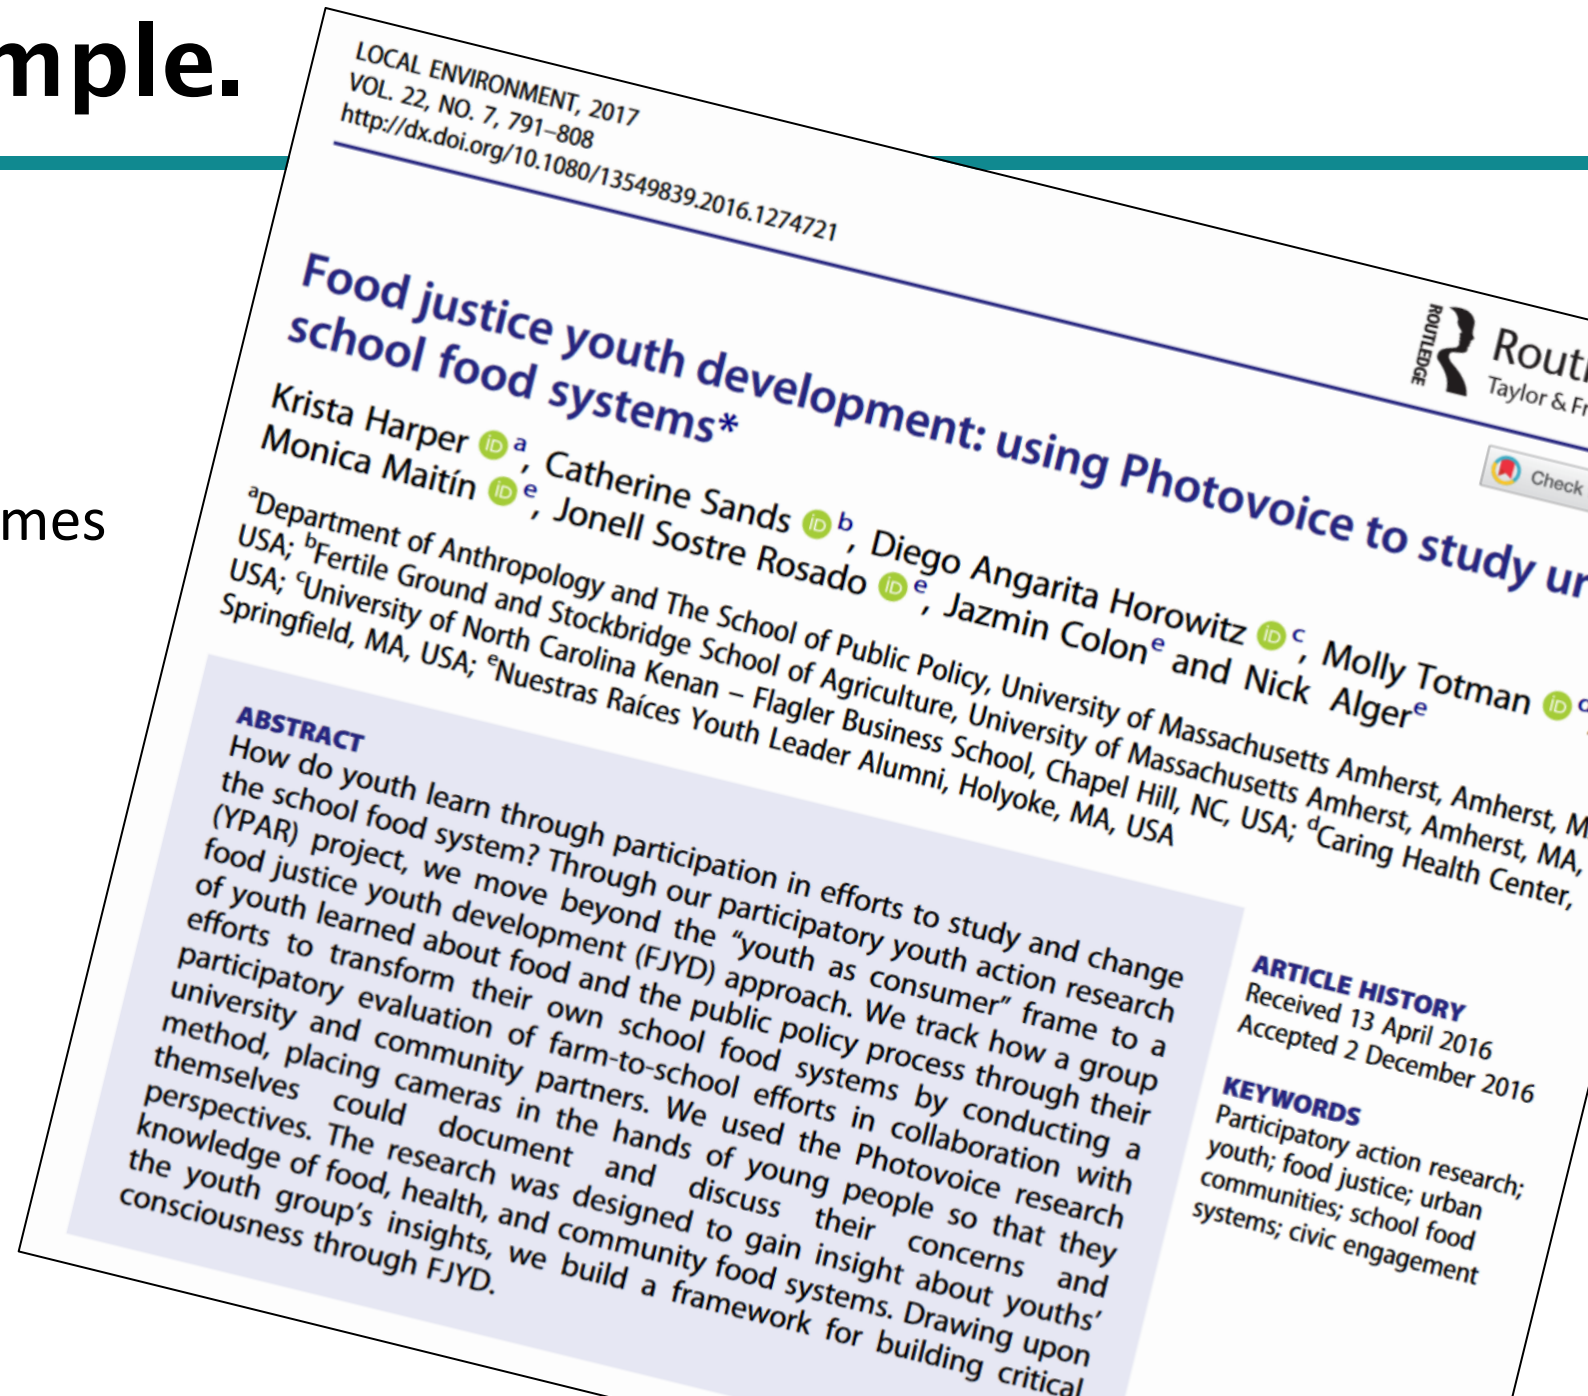 mple.
mes
LOCAL ENVIRONMENT, 2017
VOL. 22, NO. 7, 791–808
http://dx.doi.org/10.1080/13549839.2016.1274721
ROUTLEDGE
Routl
Taylor & Fr
Check
Food justice youth development: using Photovoice to study ur
school food systems*
Krista Harper iD a, Catherine Sands iD b, Diego Angarita Horowitz iD c, Molly Totman iD d,
Monica Maitín iD e, Jonell Sostre Rosado iD e, Jazmin Colon e and Nick Alger e
aDepartment of Anthropology and The School of Public Policy, University of Massachusetts Amherst, Amherst, M
USA; bFertile Ground and Stockbridge School of Agriculture, University of Massachusetts Amherst, Amherst, MA,
USA; cUniversity of North Carolina Kenan – Flagler Business School, Chapel Hill, NC, USA; dCaring Health Center,
Springfield, MA, USA; eNuestras Raíces Youth Leader Alumni, Holyoke, MA, USA
ABSTRACT
How do youth learn through participation in efforts to study and change
the school food system? Through our participatory youth action research
(YPAR) project, we move beyond the “youth as consumer” frame to a
food justice youth development (FJYD) approach. We track how a group
of youth learned about food and the public policy process through their
efforts to transform their own school food systems by conducting a
participatory evaluation of farm-to-school efforts in collaboration with
university and community partners. We used the Photovoice research
method, placing cameras in the hands of young people so that they
themselves could document and discuss their concerns and
perspectives. The research was designed to gain insight about youths’
knowledge of food, health, and community food systems. Drawing upon
the youth group’s insights, we build a framework for building critical
consciousness through FJYD.
ARTICLE HISTORY
Received 13 April 2016
Accepted 2 December 2016
KEYWORDS
Participatory action research;
youth; food justice; urban
communities; school food
systems; civic engagement